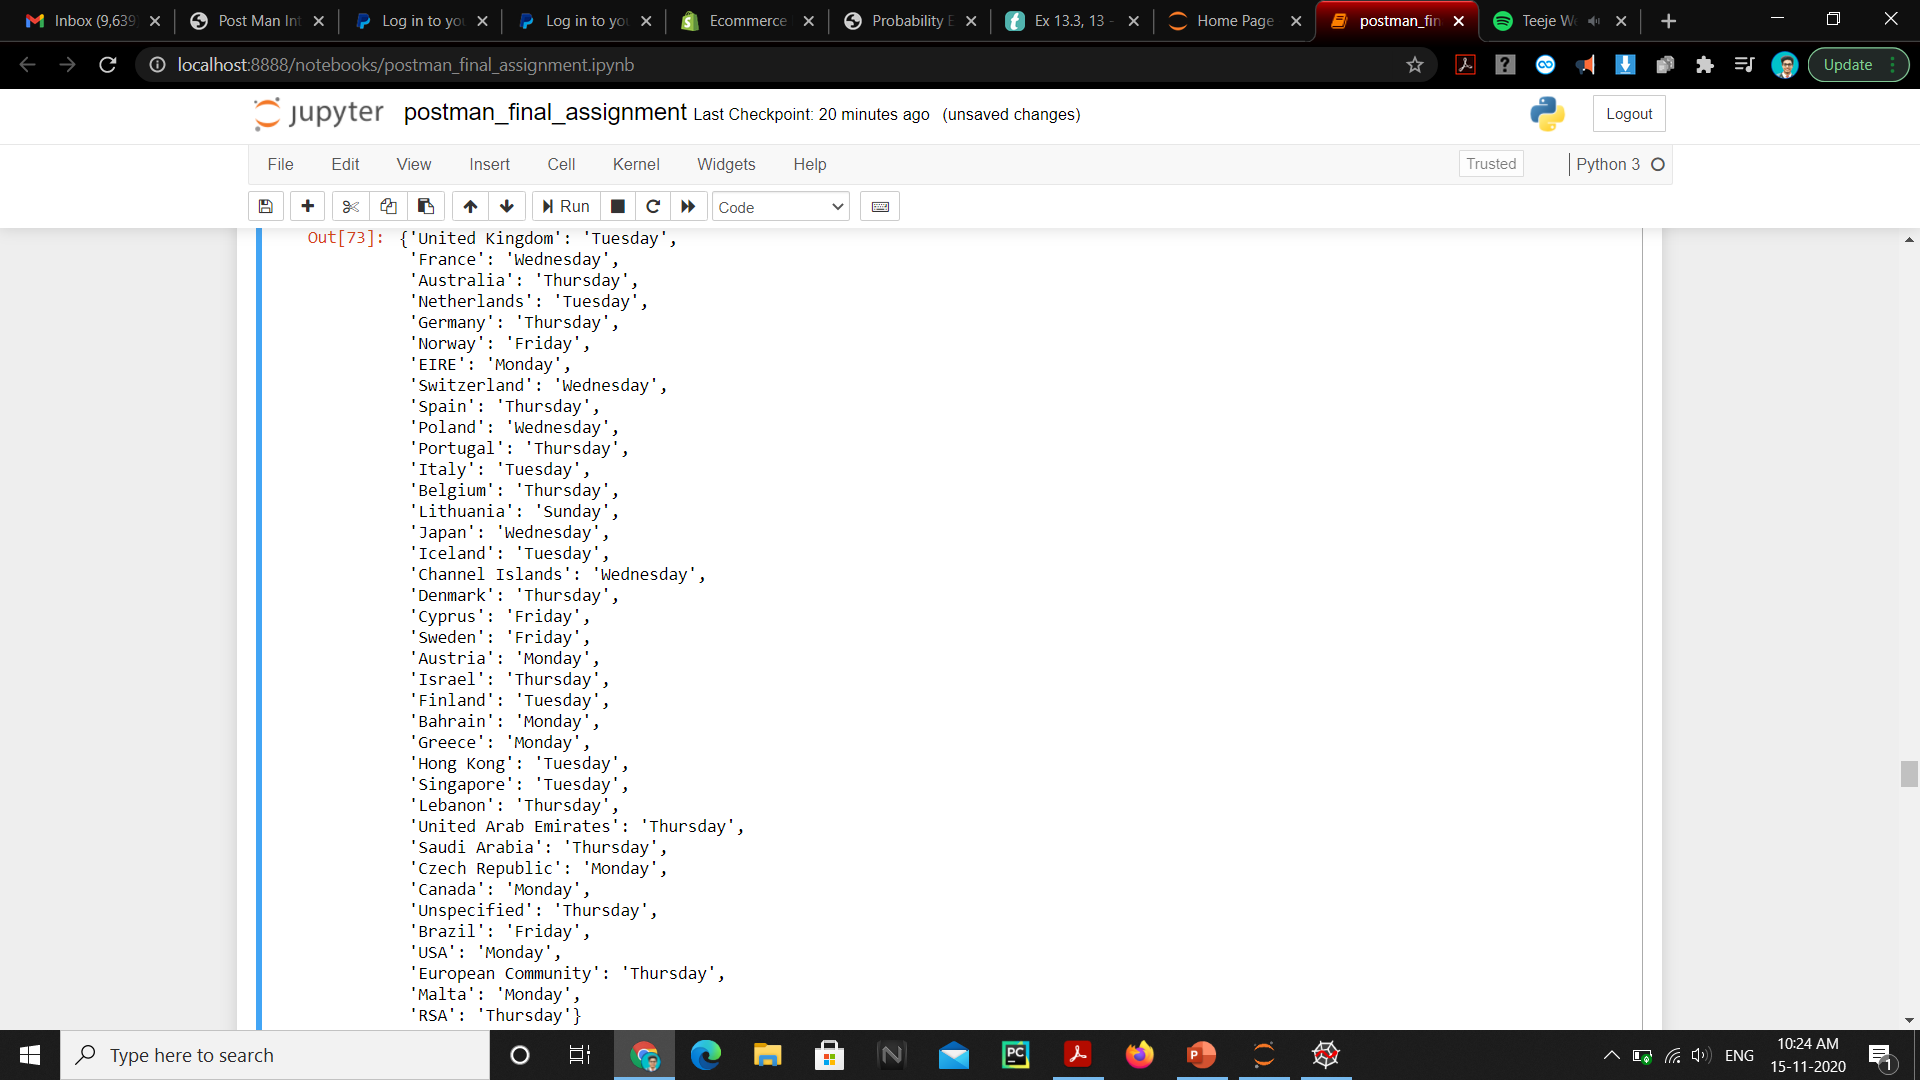 Inbox (9,639
Post Man Int
Log in to you
Log in to you
Ecommerce
Probability E
Ex 13.3, 13 -
Home Page
postman_fin
Teeje We
localhost:8888/notebooks/postman_final_assignment.ipynb
Update
jupyter postman_final_assignment Last Checkpoint: 20 minutes ago (unsaved changes)
Logout
File Edit View Insert Cell Kernel Widgets Help
Trusted
Python 3
Run
Code
Out[73]: {'United Kingdom': 'Tuesday',
'France': 'Wednesday',
'Australia': 'Thursday',
'Netherlands': 'Tuesday',
'Germany': 'Thursday',
'Norway': 'Friday',
'EIRE': 'Monday',
'Switzerland': 'Wednesday',
'Spain': 'Thursday',
'Poland': 'Wednesday',
'Portugal': 'Thursday',
'Italy': 'Tuesday',
'Belgium': 'Thursday',
'Lithuania': 'Sunday',
'Japan': 'Wednesday',
'Iceland': 'Tuesday',
'Channel Islands': 'Wednesday',
'Denmark': 'Thursday',
'Cyprus': 'Friday',
'Sweden': 'Friday',
'Austria': 'Monday',
'Israel': 'Thursday',
'Finland': 'Tuesday',
'Bahrain': 'Monday',
'Greece': 'Monday',
'Hong Kong': 'Tuesday',
'Singapore': 'Tuesday',
'Lebanon': 'Thursday',
'United Arab Emirates': 'Thursday',
'Saudi Arabia': 'Thursday',
'Czech Republic': 'Monday',
'Canada': 'Monday',
'Unspecified': 'Thursday',
'Brazil': 'Friday',
'USA': 'Monday',
'European Community': 'Thursday',
'Malta': 'Monday',
'RSA': 'Thursday'}
Type here to search
ENG
10:24 AM
15-11-2020
1